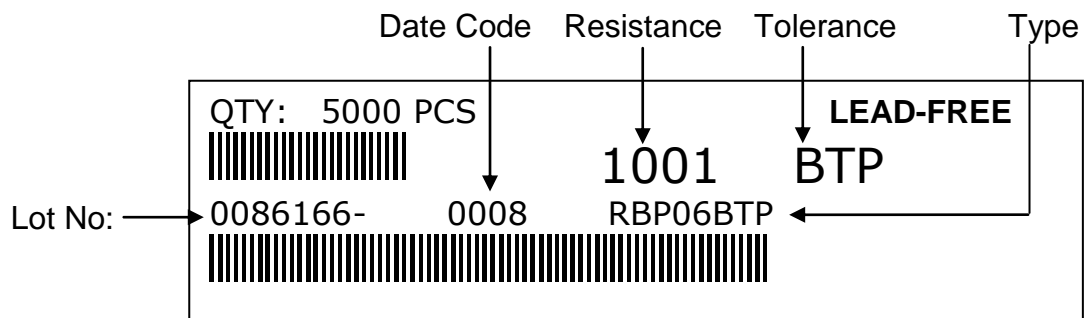 Date Code Resistance Tolerance Type
QTY: 5000 PCS LEAD-FREE
1001 BTP
Lot No: 0086166- 0008 RBP06BTP